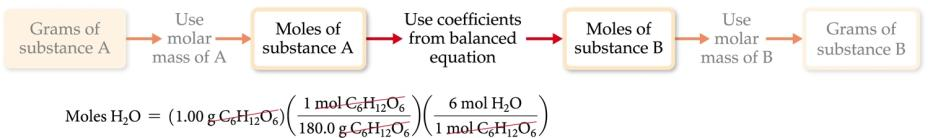 Grams of substance A
Use molar mass of A
Moles of substance A
Use coefficients from balanced equation
Moles of substance B
Use molar mass of B
Grams of substance B
Moles H₂O = (1.00 g C₆H₁₂O₆)(1 mol C₆H₁₂O₆ / 180.0 g C₆H₁₂O₆)(6 mol H₂O / 1 mol C₆H₁₂O₆)